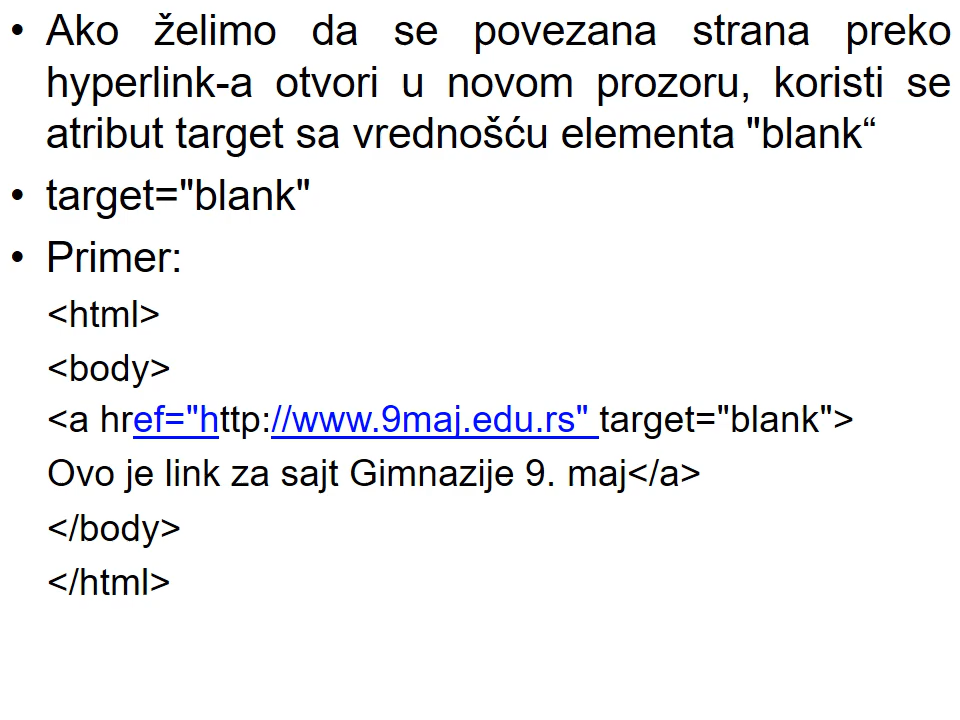 • Ako želimo da se povezana strana preko
hyperlink-a otvori u novom prozoru, koristi se
atribut target sa vrednošću elementa "blank“
• target="blank"
• Primer:
<html>
<body>
<a href="http://www.9maj.edu.rs" target="blank">
Ovo je link za sajt Gimnazije 9. maj</a>
</body>
</html>